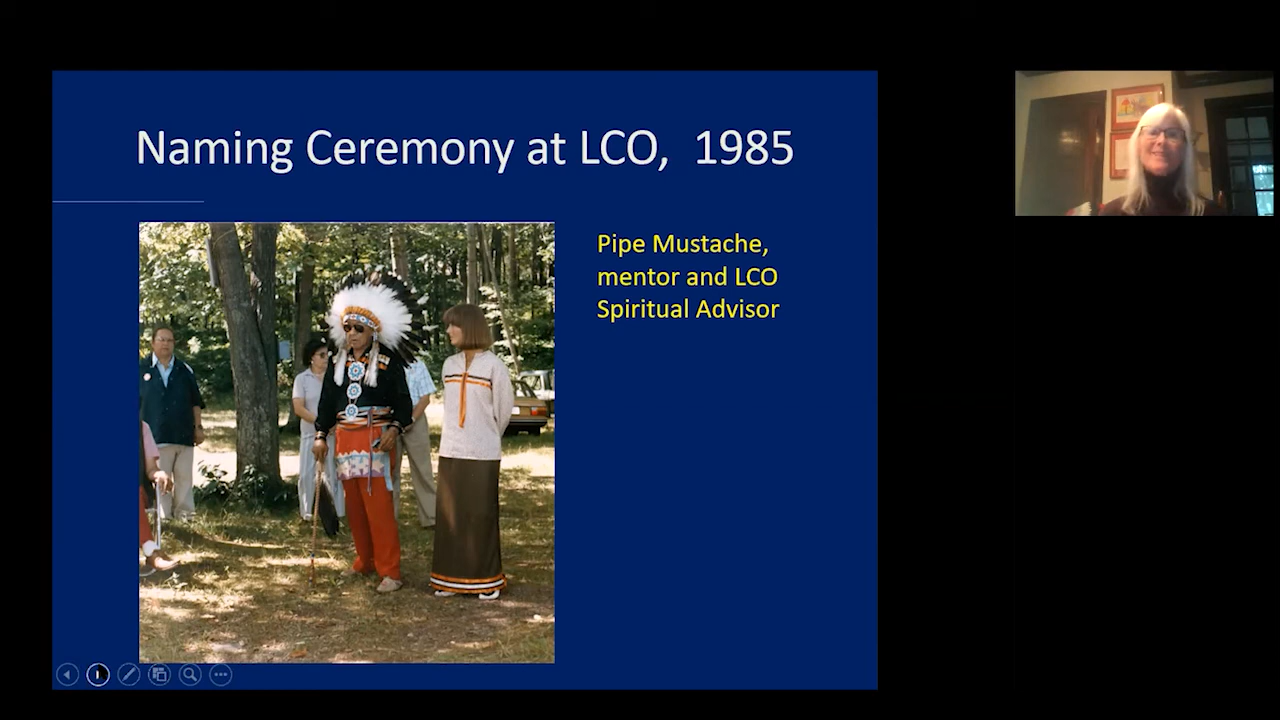 Naming Ceremony at LCO,  1985
Pipe Mustache,
mentor and LCO
Spiritual Advisor